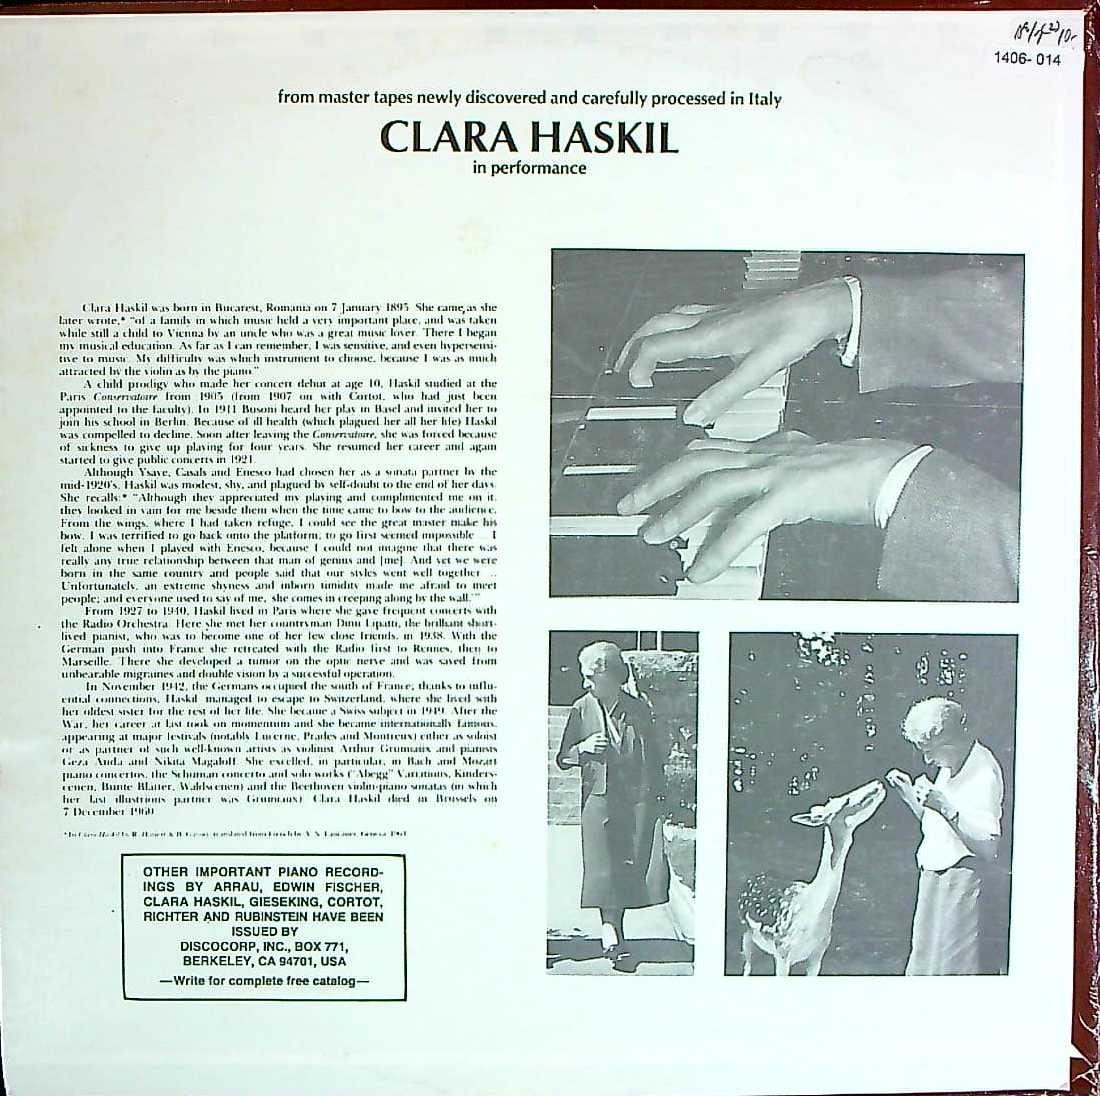 1406- 014
from master tapes newly discovered and carefully processed in Italy
CLARA HASKIL
in performance
Clara Haskil was born in Bucarest, Romania on 7 January 1895. She came, as she
later wrote,* "of a family in which music held a very important place, and was taken
while still a child to Vienna by an uncle who was a great music lover. There I began
my musical education. As far as I can remember, I was sensitive, and even hypersensi-
tive to music. My difficulty was which instrument to choose, because I was as much
attracted by the violin as by the piano."
A child prodigy who made her concert debut at age 10, Haskil studied at the
Paris Conservatoire from 1905 (from 1907 on with Cortot, who had just been
appointed to the faculty). In 1911 Busoni heard her play in Basel and invited her to
join his school in Berlin. Because of ill health (which plagued her all her life) Haskil
was compelled to decline. Soon after leaving the Conservatoire, she was forced because
of sickness to give up playing for four years. She resumed her career and again
started to give public concerts in 1921.
Although Ysaye, Casals and Enesco had chosen her as a sonata partner by the
mid-1920's, Haskil was modest, shy, and plagued by self-doubt to the end of her days.
She recalls:* "Although they appreciated my playing and complimented me on it,
they looked in vain for me beside them when the time came to bow to the audience.
From the wings, where I had taken refuge, I could see the great master make his
bow. I was terrified to go back onto the platform, to go first seemed impossible ... I
felt alone when I played with Enesco, because I could not imagine that there was
really any true relationship between that man of genius and [me]. And yet we were
born in the same country and people said that our styles went well together ...
Unfortunately, an extreme shyness and inborn timidity made me afraid to meet
people; and everyone used to say of me, she comes in creeping along by the wall.'"
From 1927 to 1940, Haskil lived in Paris where she gave frequent concerts with
the Radio Orchestra. Here she met her countryman Dinu Lipatti, the brilliant short-
lived pianist, who was to become one of her few close friends, in 1938. With the
German push into France she retreated with the Radio first to Rennes, then to
Marseille. There she developed a tumor on the optic nerve and was saved from
unbearable migraines and double vision by a successful operation.
In November 1942, the Germans occupied the south of France; thanks to influ-
ential connections, Haskil managed to escape to Switzerland, where she lived with
her oldest sister for the rest of her life. She became a Swiss subject in 1949. After the
War, her career at last took on momentum and she became internationally famous,
appearing at major festivals (notably Lucerne, Prades and Montreux) either as soloist
or as partner of such well-known artists as violinist Arthur Grumiaux and pianists
Geza Anda and Nikita Magaloff. She excelled, in particular, in Bach and Mozart
piano concertos, the Schuman concerto and solo works ("Abegg" Variations, Kinders-
cenen, Bunte Blatter, Waldscenen) and the Beethoven violin-piano sonatas (in which
her last illustrious partner was Grumiaux). Clara Haskil died in Brussels on
7 December 1960.
OTHER IMPORTANT PIANO RECORD-
INGS BY ARRAU, EDWIN FISCHER,
CLARA HASKIL, GIESEKING, CORTOT,
RICHTER AND RUBINSTEIN HAVE BEEN
ISSUED BY
DISCOCORP, INC., BOX 771,
BERKELEY, CA 94701, USA
—Write for complete free catalog—